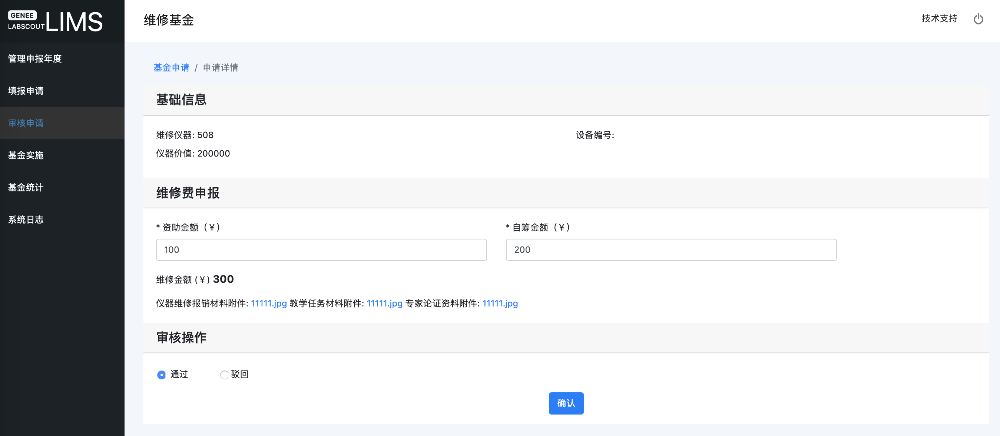 GENEE
LABSCOUT LIMS
维修基金
技术支持
管理申报年度
填报申请
审核申请
基金实施
基金统计
系统日志
基金申请 / 申请详情
基础信息
维修仪器: 508
设备编号:
仪器价值: 200000
维修费申报
* 资助金额（¥）
* 自筹金额（¥）
100
200
维修金额 (¥) 300
仪器维修报销材料附件: 11111.jpg 教学任务材料附件: 11111.jpg 专家论证资料附件: 11111.jpg
审核操作
通过
驳回
确认